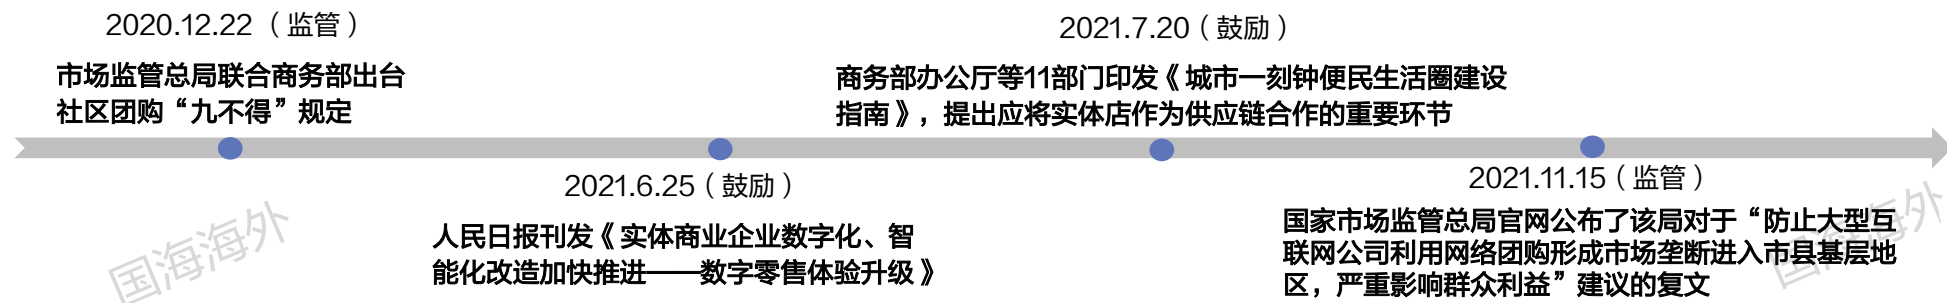 2020.12.22（监管）
市场监管总局联合商务部出台
社区团购“九不得”规定
2021.6.25（鼓励）
人民日报刊发《实体商业企业数字化、智
能化改造加快推进——数字零售体验升级》
2021.7.20（鼓励）
商务部办公厅等11部门印发《城市一刻钟便民生活圈建设
指南》，提出应将实体店作为供应链合作的重要环节
2021.11.15（监管）
国家市场监管总局官网公布了该局对于“防止大型互
联网公司利用网络团购形成市场垄断进入市县基层地
区，严重影响群众利益”建议的复文
国海海外
国海海外